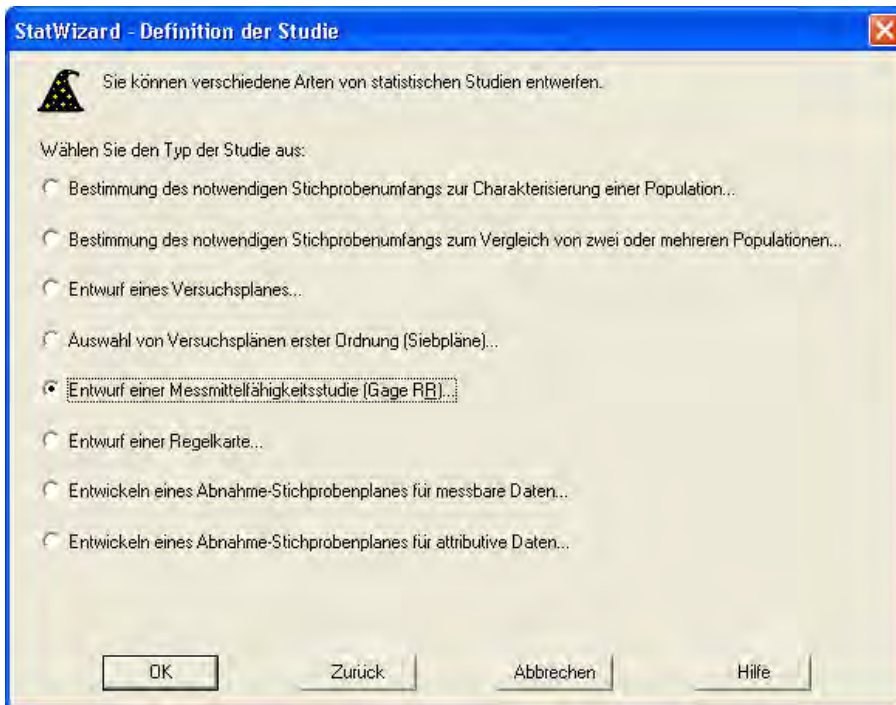 StatWizard - Definition der Studie
Sie können verschiedene Arten von statistischen Studien entwerfen.
Wählen Sie den Typ der Studie aus:
Bestimmung des notwendigen Stichprobenumfangs zur Charakterisierung einer Population...
Bestimmung des notwendigen Stichprobenumfangs zum Vergleich von zwei oder mehreren Populationen...
Entwurf eines Versuchsplanes...
Auswahl von Versuchsplänen erster Ordnung (Siebpläne)...
Entwurf einer Messmittelfähigkeitsstudie (Gage RR)...
Entwurf einer Regelkarte...
Entwickeln eines Abnahme-Stichprobenplanes für messbare Daten...
Entwickeln eines Abnahme-Stichprobenplanes für attributive Daten...
OK Zurück Abbrechen Hilfe